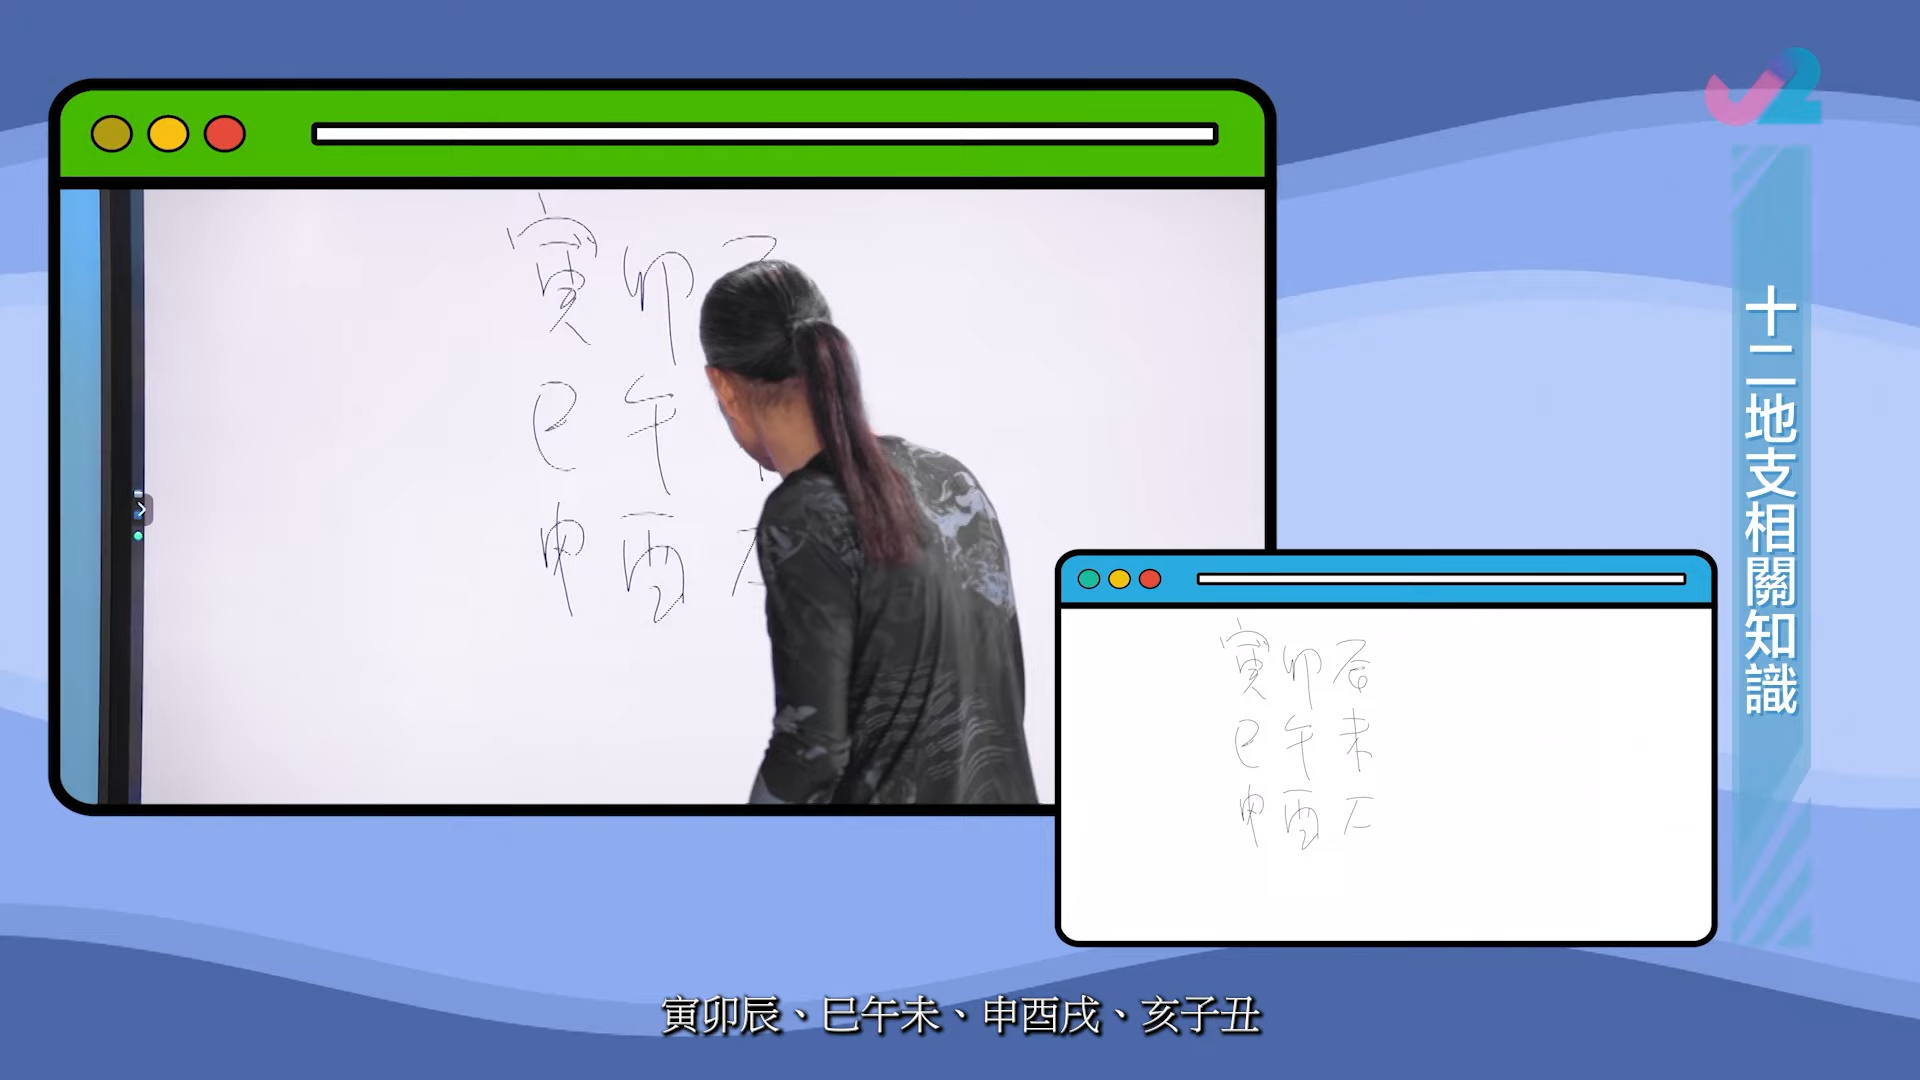 J2
寅卯
巳午
申酉
十二地支相關知識
寅卯辰
巳午未
申酉
寅卯辰、巳午未、申酉戌、亥子丑